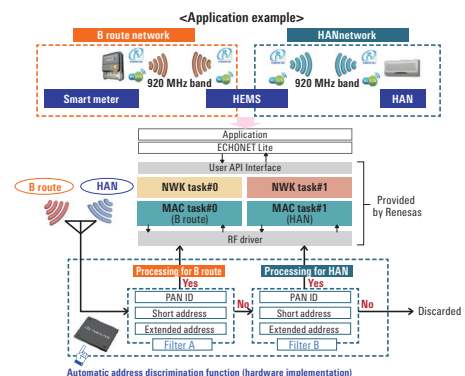 <Application example>
B route network
HANnetwork
920 MHz band
920 MHz band
Smart meter
HEMS
HAN
Application
ECHONET Lite
User API Interface
B route
HAN
NWK task#0
NWK task#1
MAC task#0
(B route)
MAC task#1
(HAN)
Provided
by Renesas
RF driver
Processing for B route
Processing for HAN
Yes
Yes
PAN ID
Short address
Extended address
Filter A
No
PAN ID
Short address
Extended address
Filter B
No
Discarded
Automatic address discrimination function (hardware implementation)